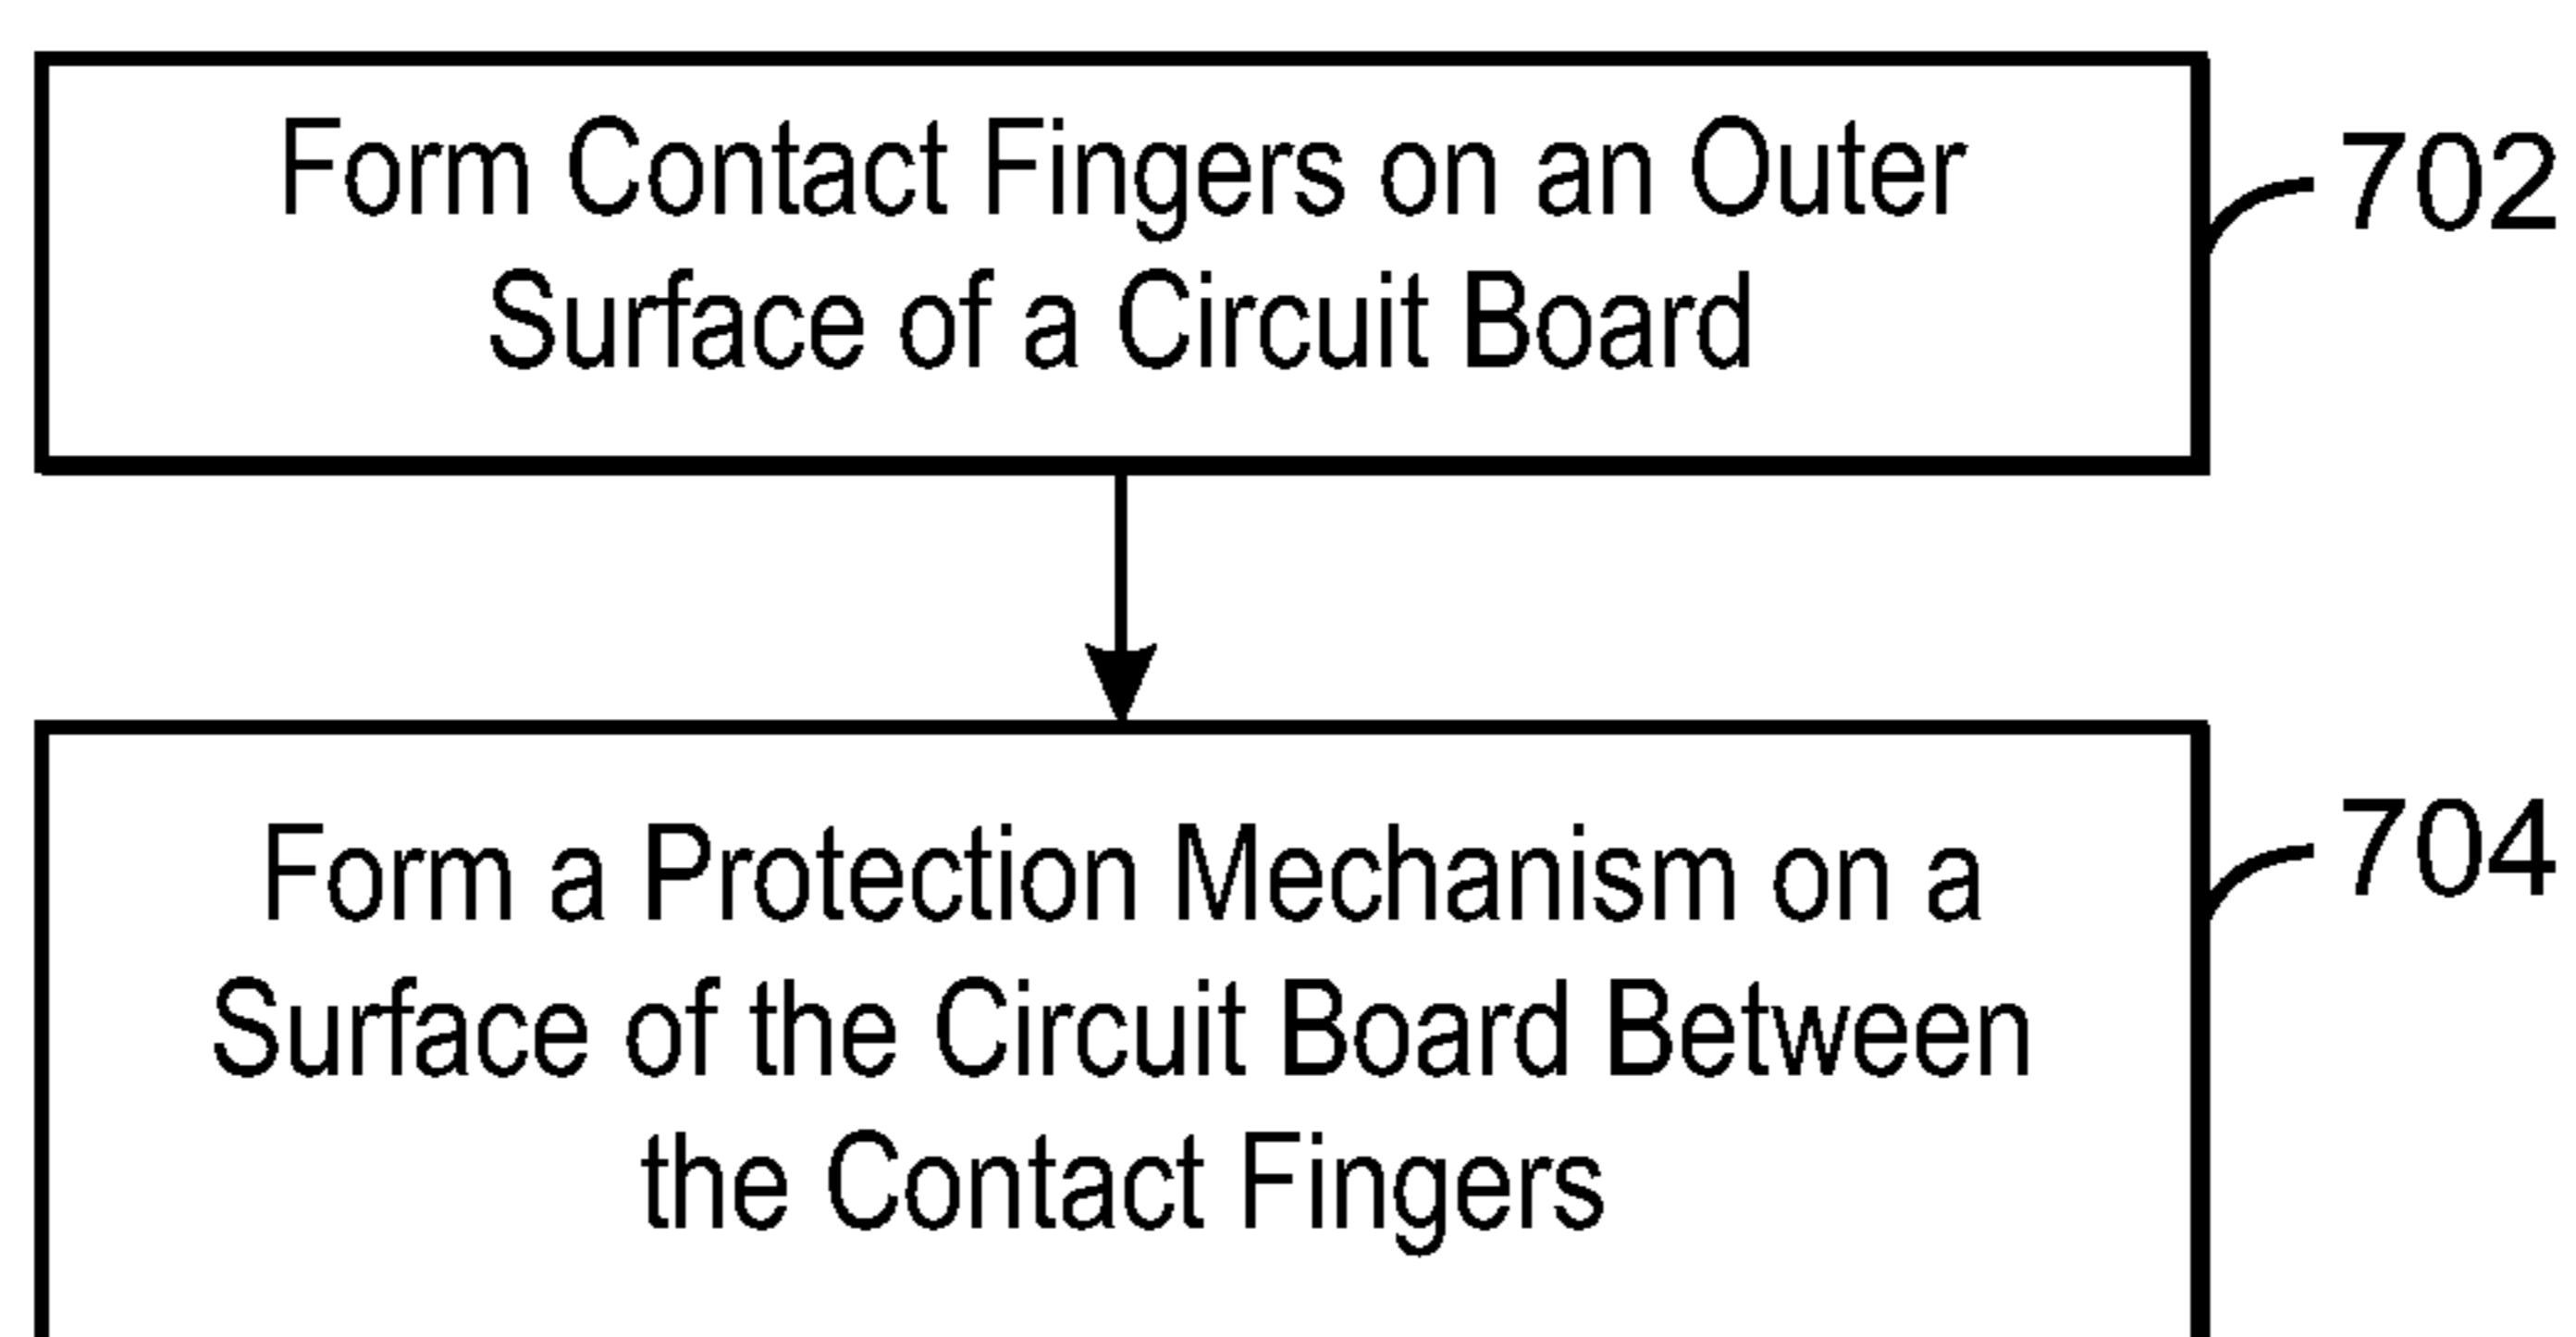 Form Contact Fingers on an Outer
Surface of a Circuit Board
702
Form a Protection Mechanism on a
Surface of the Circuit Board Between
the Contact Fingers
704